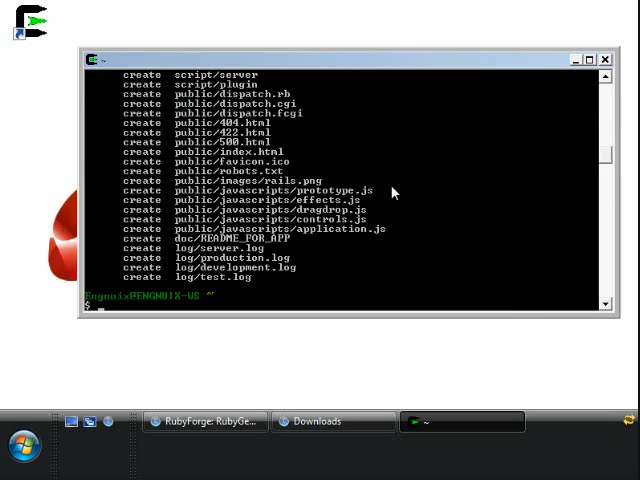 ~
create script/server
create script/plugin
create public/dispatch.rb
create public/dispatch.cgi
create public/dispatch.fcgi
create public/404.html
create public/422.html
create public/500.html
create public/index.html
create public/favicon.ico
create public/robots.txt
create public/images/rails.png
create public/javascripts/prototype.js
create public/javascripts/effects.js
create public/javascripts/dragdrop.js
create public/javascripts/controls.js
create public/javascripts/application.js
create doc/README_FOR_APP
create log/server.log
create log/production.log
create log/development.log
create log/test.log
Engnuix@ENGNUIX-WS ~
$ _
RubyForge: RubyGe... Downloads ~